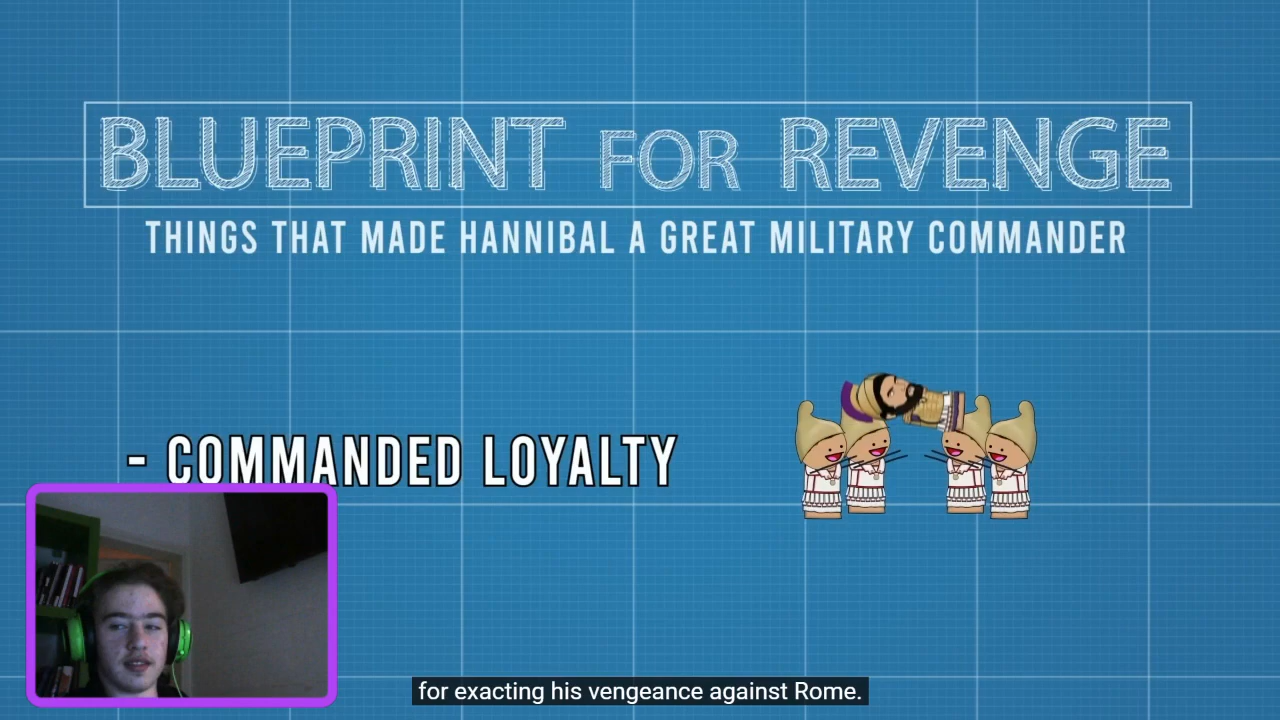 BLUEPRINT FOR REVENGE
THINGS THAT MADE HANNIBAL A GREAT MILITARY COMMANDER
- COMMANDED LOYALTY
for exacting his vengeance against Rome.